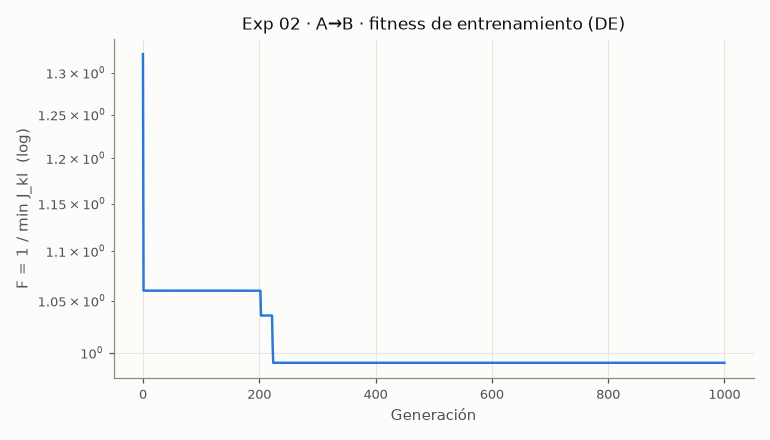 Exp 02 · A→B · fitness de entrenamiento (DE)
F = 1 / min J_kl (log)
1.3 × 10⁰
1.25 × 10⁰
1.2 × 10⁰
1.15 × 10⁰
1.1 × 10⁰
1.05 × 10⁰
10⁰
0 200 400 600 800 1000
Generación